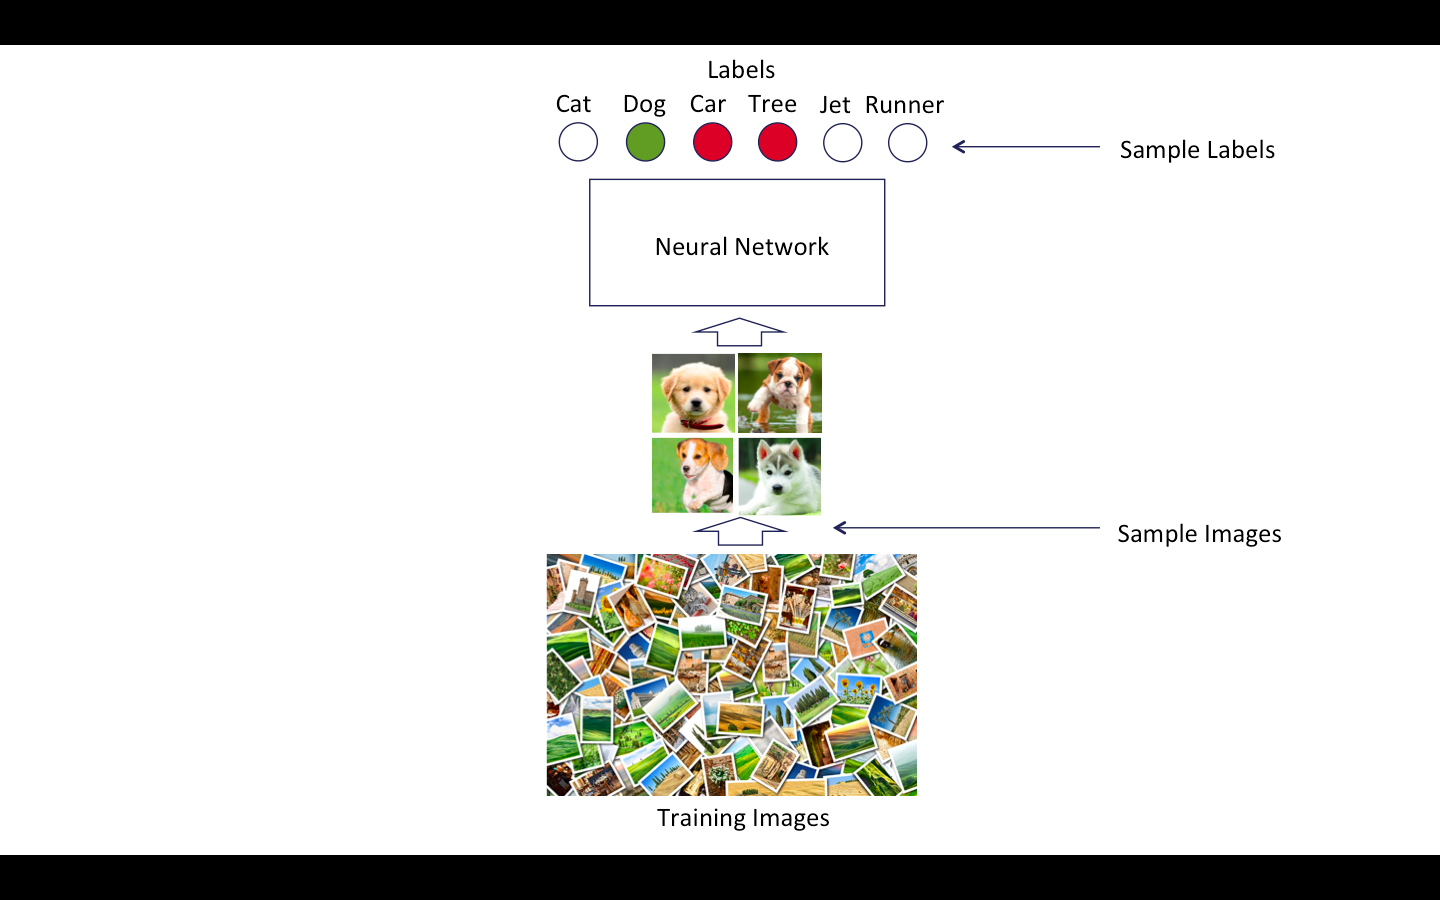 Labels
Cat Dog Car Tree Jet Runner
Sample Labels
Neural Network
Sample Images
Training Images